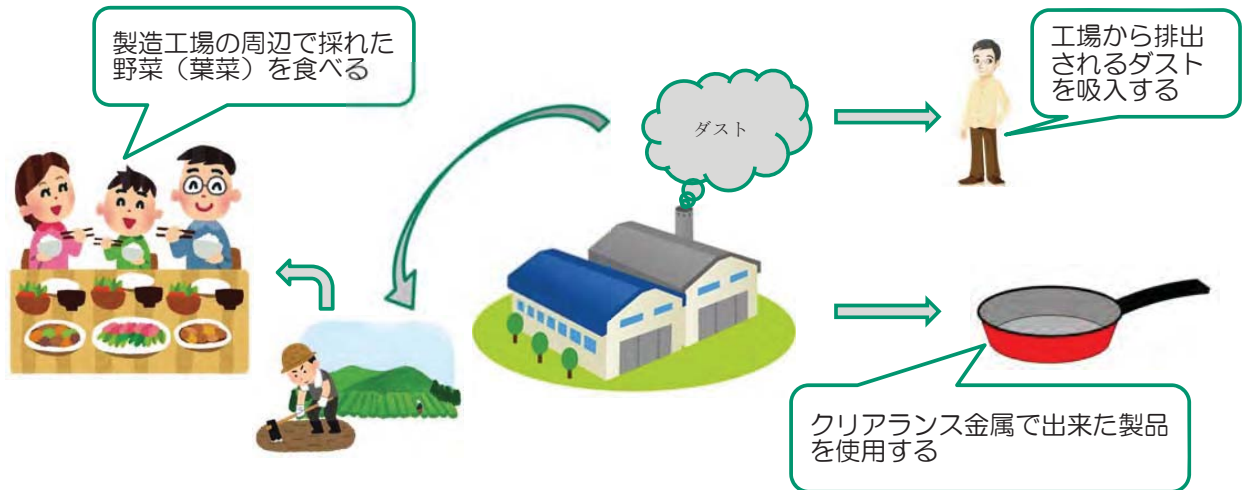 製造工場の周辺で採れた
野菜（葉菜）を食べる
ダスト
工場から排出
されるダスト
を吸入する
クリアランス金属で出来た製品
を使用する